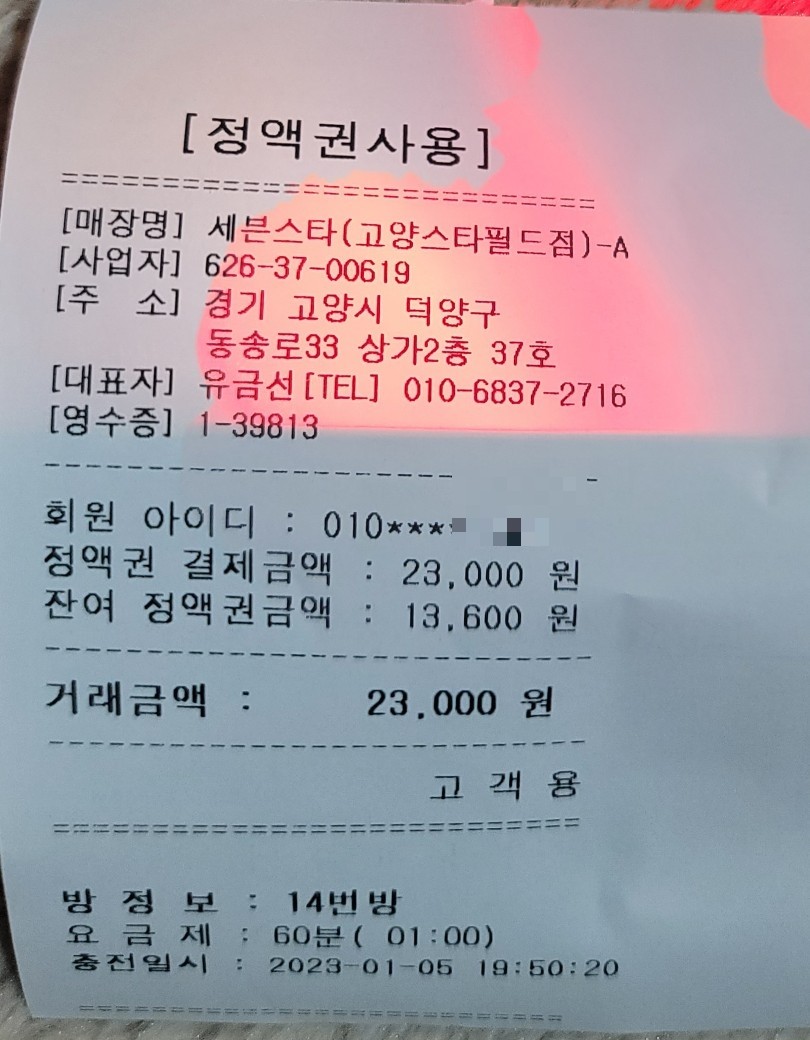 [정액권사용]
==============================
[매장명] 세븐스타(고양스타필드점)-A
[사업자] 626-37-00619
[주 소] 경기 고양시 덕양구
동송로33 상가2층 37호
[대표자] 유금선[TEL] 010-6837-2716
[영수증] 1-39813
------------------------------
회원 아이디 : 010****
정액권 결제금액 : 23,000 원
잔여 정액권금액 : 13,600 원
------------------------------
거래금액 : 23,000 원
------------------------------
고 객 용
==============================
방 정 보 : 14번방
요 금 제 : 60분( 01:00)
충전일시 : 2023-01-05 19:50:20
==============================